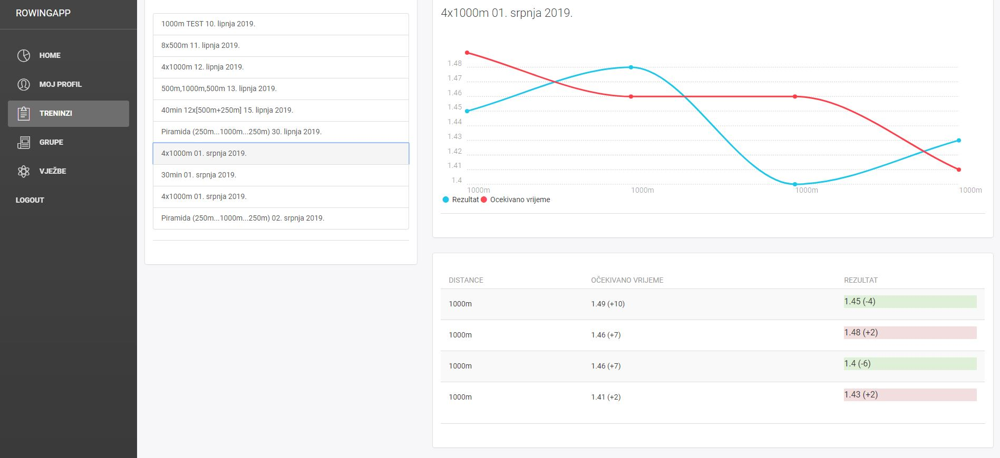 ROWINGAPP
HOME
MOJ PROFIL
TRENINZI
GRUPE
VJEŽBE
LOGOUT
1000m TEST 10. lipnja 2019.
8x500m 11. lipnja 2019.
4x1000m 12. lipnja 2019.
500m,1000m,500m 13. lipnja 2019.
40min 12x[500m+250m] 15. lipnja 2019.
Piramida (250m...1000m...250m) 30. lipnja 2019.
4x1000m 01. srpnja 2019.
30min 01. srpnja 2019.
4x1000m 01. srpnja 2019.
Piramida (250m...1000m...250m) 02. srpnja 2019.
4x1000m 01. srpnja 2019.
1.48
1.47
1.46
1.45
1.44
1.43
1.42
1.41
1.4
1000m 1000m 1000m 1000m
Rezultat Ocekivano vrijeme
DISTANCE OČEKIVANO VRIJEME REZULTAT
1000m 1.49 (+10) 1.45 (-4)
1000m 1.46 (+7) 1.48 (+2)
1000m 1.46 (+7) 1.4 (-6)
1000m 1.41 (+2) 1.43 (+2)